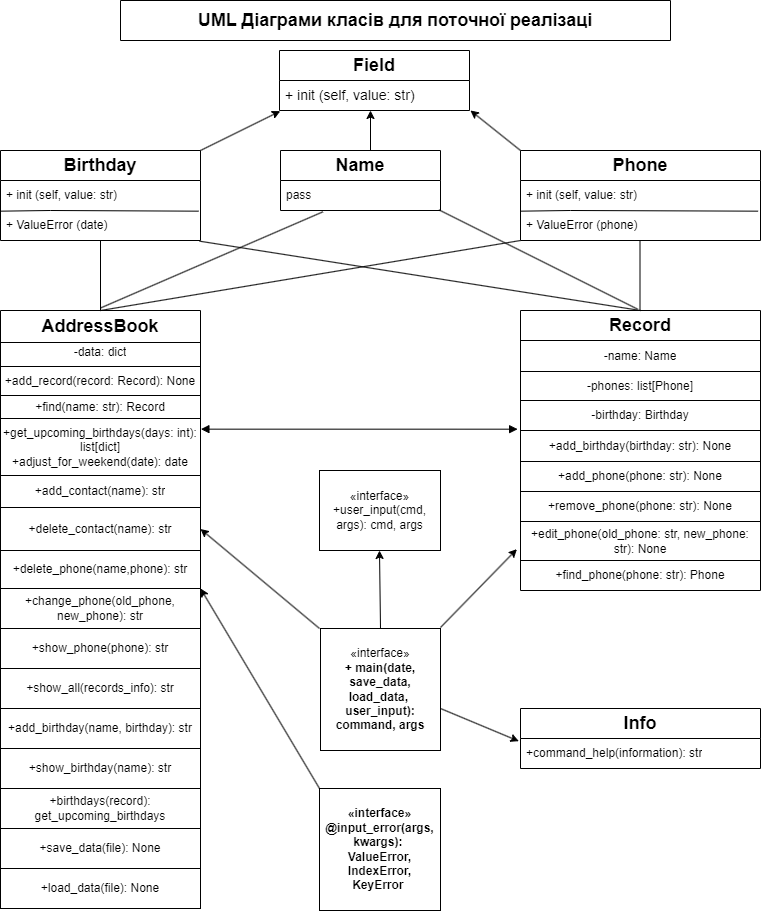 UML Діаграми класів для поточної реалізаці
Field
+ init (self, value: str)
Birthday
+ init (self, value: str)
+ ValueError (date)
Name
pass
Phone
+ init (self, value: str)
+ ValueError (phone)
AddressBook
-data: dict
+add_record(record: Record): None
+find(name: str): Record
+get_upcoming_birthdays(days: int):
list[dict]
+adjust_for_weekend(date): date
+add_contact(name): str
+delete_contact(name): str
+delete_phone(name,phone): str
+change_phone(old_phone,
new_phone): str
+show_phone(phone): str
+show_all(records_info): str
+add_birthday(name, birthday): str
+show_birthday(name): str
+birthdays(record):
get_upcoming_birthdays
+save_data(file): None
+load_data(file): None
Record
-name: Name
-phones: list[Phone]
-birthday: Birthday
+add_birthday(birthday: str): None
+add_phone(phone: str): None
+remove_phone(phone: str): None
+edit_phone(old_phone: str, new_phone:
str): None
+find_phone(phone: str): Phone
«interface»
+user_input(cmd,
args): cmd, args
«interface»
+ main(date,
save_data,
load_data,
user_input):
command, args
Info
+command_help(information): str
«interface»
@input_error(args,
kwargs):
ValueError,
IndexError,
KeyError